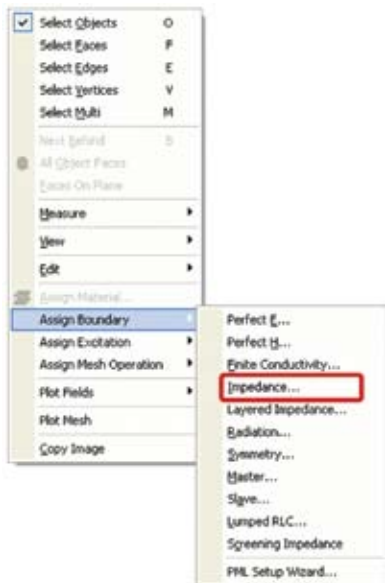 Select Objects O
Select Faces F
Select Edges E
Select Vertices V
Select Multi M
Next Behind B
All Object Faces
Faces On Plane
Measure
View
Edit
Assign Material...
Assign Boundary
Assign Excitation
Assign Mesh Operation
Plot Fields
Plot Mesh
Copy Image
Perfect E...
Perfect H...
Finite Conductivity...
Impedance...
Layered Impedance...
Radiation...
Symmetry...
Master...
Slave...
Lumped RLC...
Screening Impedance
PML Setup Wizard...